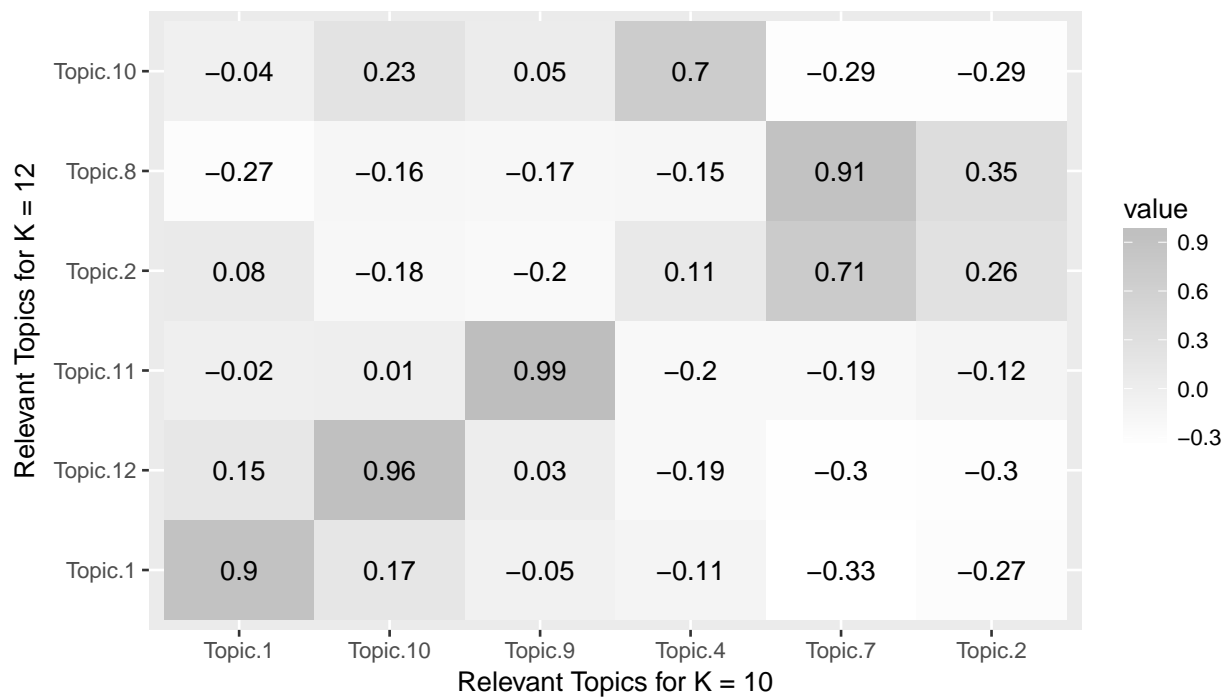 Topic.10 −0.04 0.23 0.05 0.7 −0.29 −0.29
Topic.8 −0.27 −0.16 −0.17 −0.15 0.91 0.35
Topic.2 0.08 −0.18 −0.2 0.11 0.71 0.26
Topic.11 −0.02 0.01 0.99 −0.2 −0.19 −0.12
Topic.12 0.15 0.96 0.03 −0.19 −0.3 −0.3
Topic.1 0.9 0.17 −0.05 −0.11 −0.33 −0.27
Topic.1 Topic.10 Topic.9 Topic.4 Topic.7 Topic.2
Relevant Topics for K = 10
Relevant Topics for K = 12
value
0.9
0.6
0.3
0.0
−0.3